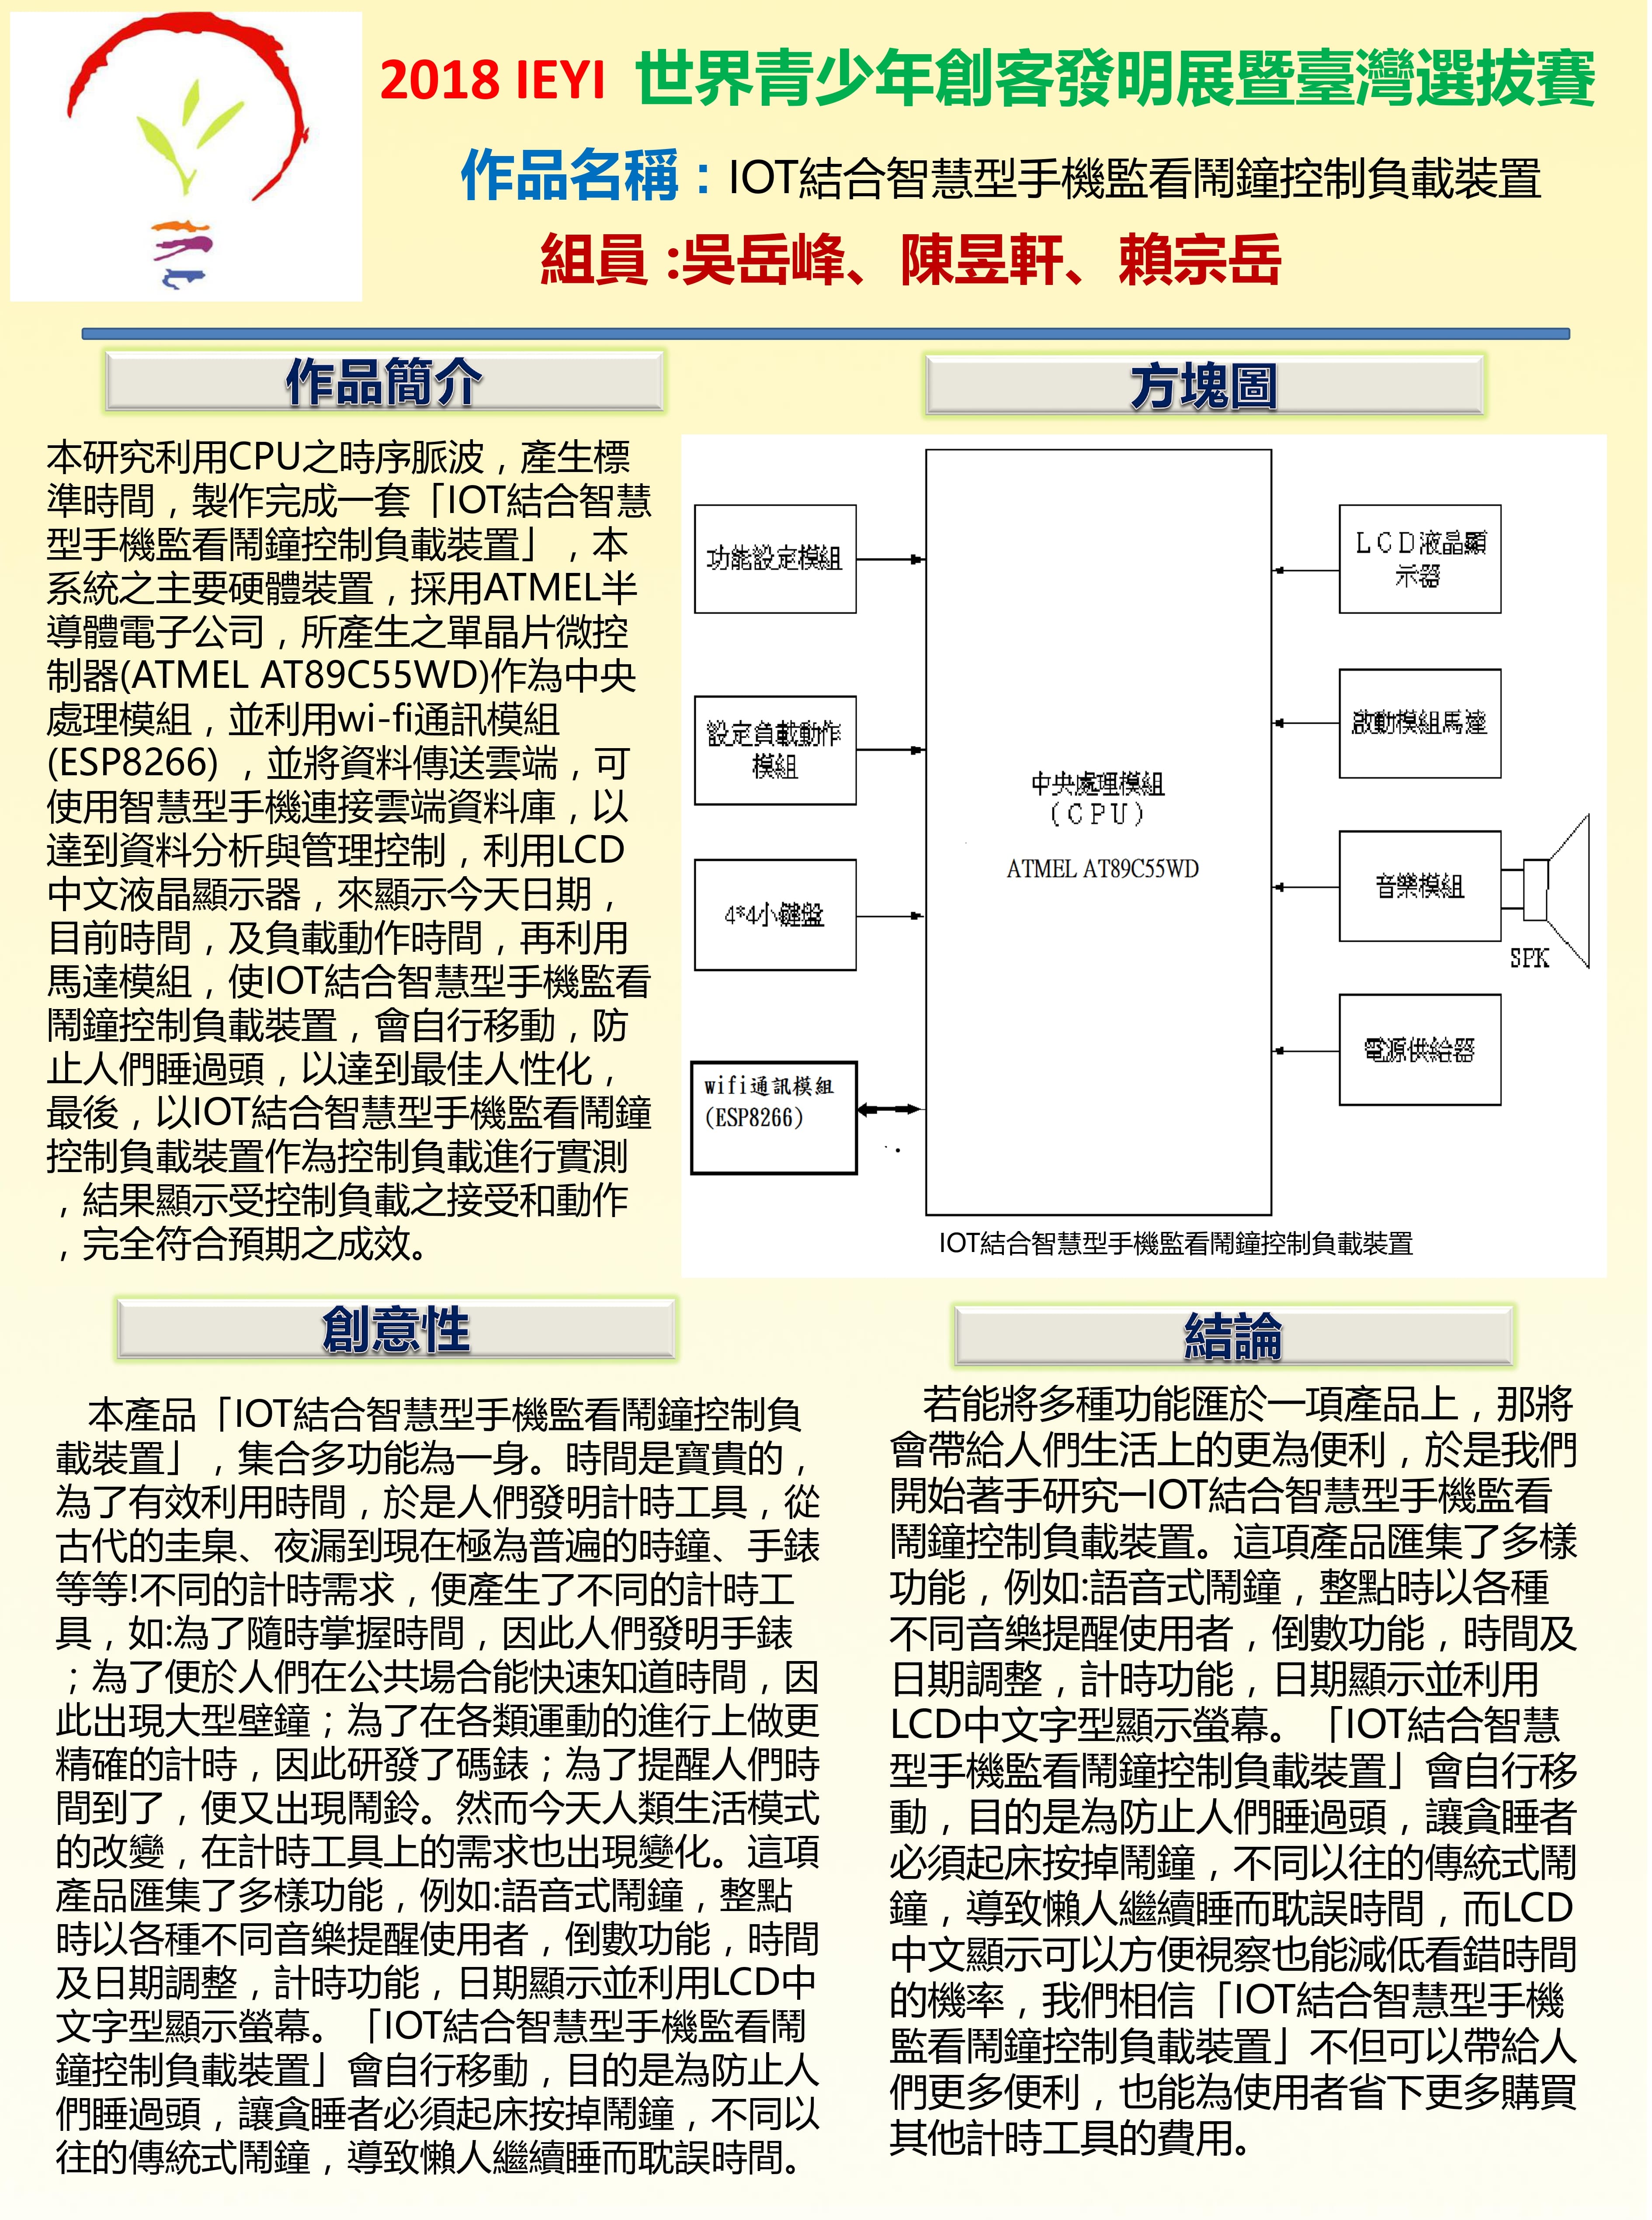 2018 IEYI 世界青少年創客發明展暨臺灣選拔賽
作品名稱：IOT結合智慧型手機監看鬧鐘控制負載裝置
組員 :吳岳峰、陳昱軒、賴宗岳
作品簡介
本研究利用CPU之時序脈波，產生標
準時間，製作完成一套「IOT結合智慧
型手機監看鬧鐘控制負載裝置」，本
系統之主要硬體裝置，採用ATMEL半
導體電子公司，所產生之單晶片微控
制器(ATMEL AT89C55WD)作為中央
處理模組，並利用wi-fi通訊模組
(ESP8266) ，並將資料傳送雲端，可
使用智慧型手機連接雲端資料庫，以
達到資料分析與管理控制，利用LCD
中文液晶顯示器，來顯示今天日期，
目前時間，及負載動作時間，再利用
馬達模組，使IOT結合智慧型手機監看
鬧鐘控制負載裝置，會自行移動，防
止人們睡過頭，以達到最佳人性化，
最後，以IOT結合智慧型手機監看鬧鐘
控制負載裝置作為控制負載進行實測
，結果顯示受控制負載之接受和動作
，完全符合預期之成效。
方塊圖
功能設定模組
設定負載動作
模組
4*4小鍵盤
wifi通訊模組
(ESP8266)
中央處理模組
(CPU)
ATMEL AT89C55WD
LCD液晶顯
示器
啟動模組馬達
音樂模組
SPK
電源供給器
IOT結合智慧型手機監看鬧鐘控制負載裝置
創意性
本產品「IOT結合智慧型手機監看鬧鐘控制負
載裝置」，集合多功能為一身。時間是寶貴的，
為了有效利用時間，於是人們發明計時工具，從
古代的圭臬、夜漏到現在極為普遍的時鐘、手錶
等等!不同的計時需求，便產生了不同的計時工
具，如:為了隨時掌握時間，因此人們發明手錶
；為了便於人們在公共場合能快速知道時間，因
此出現大型壁鐘；為了在各類運動的進行上做更
精確的計時，因此研發了碼錶；為了提醒人們時
間到了，便又出現鬧鈴。然而今天人類生活模式
的改變，在計時工具上的需求也出現變化。這項
產品匯集了多樣功能，例如:語音式鬧鐘，整點
時以各種不同音樂提醒使用者，倒數功能，時間
及日期調整，計時功能，日期顯示並利用LCD中
文字型顯示螢幕。「IOT結合智慧型手機監看鬧
鐘控制負載裝置」會自行移動，目的是為防止人
們睡過頭，讓貪睡者必須起床按掉鬧鐘，不同以
往的傳統式鬧鐘，導致懶人繼續睡而耽誤時間。
結論
若能將多種功能匯於一項產品上，那將
會帶給人們生活上的更為便利，於是我們
開始著手研究─IOT結合智慧型手機監看
鬧鐘控制負載裝置。這項產品匯集了多樣
功能，例如:語音式鬧鐘，整點時以各種
不同音樂提醒使用者，倒數功能，時間及
日期調整，計時功能，日期顯示並利用
LCD中文字型顯示螢幕。「IOT結合智慧
型手機監看鬧鐘控制負載裝置」會自行移
動，目的是為防止人們睡過頭，讓貪睡者
必須起床按掉鬧鐘，不同以往的傳統式鬧
鐘，導致懶人繼續睡而耽誤時間，而LCD
中文顯示可以方便視察也能減低看錯時間
的機率，我們相信「IOT結合智慧型手機
監看鬧鐘控制負載裝置」不但可以帶給人
們更多便利，也能為使用者省下更多購買
其他計時工具的費用。